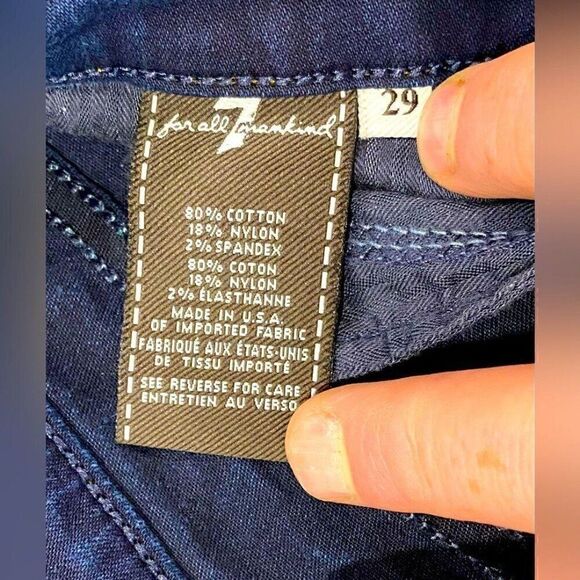 7
for all mankind
29
80% COTTON
18% NYLON
2% SPANDEX
80% COTON
18% NYLON
2% ÉLASTHANNE
MADE IN U.S.A.
OF IMPORTED FABRIC
FABRIQUÉ AUX ÉTATS-UNIS
DE TISSU IMPORTÉ
SEE REVERSE FOR CARE
ENTRETIEN AU VERSO